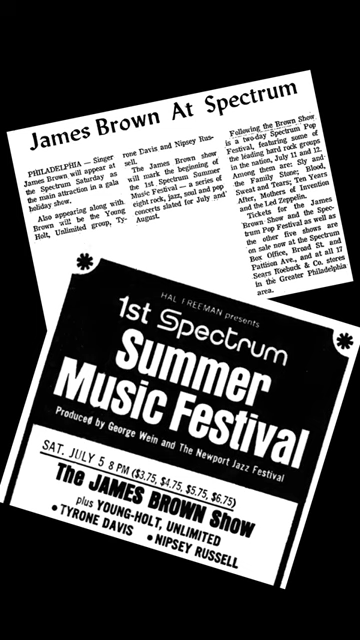 James Brown At Spectrum
PHILADELPHIA — Singer
James Brown will appear at
the Spectrum Saturday as
the main attraction in a gala
holiday show.
Also appearing along with
Brown will be the Young
Holt, Unlimited group, Ty-
rone Davis and Nipsey Rus-
sell.
The James Brown show
will mark the beginning of
the 1st Spectrum Summer
Music Festival — a series of
eight rock, jazz, soul and pop
concerts slated for July and
August.
Following the Brown Show
is a two-day Spectrum Pop
Festival, featuring some of
the leading hard rock groups
in the nation, July 11 and 12.
Among them are: Sly and
the Family Stone; Blood,
Sweat and Tears; Ten Years
After, Mothers of Invention
and the Led Zeppelin.
Tickets for the James
Brown Show and the Spec-
trum Pop Festival as well as
the other five shows are
on sale now at the Spectrum
Box Office, Broad St. and
Pattison Ave., and at all 17
Sears Roebuck & Co. stores
in the Greater Philadelphia
area.
HAL FREEMAN presents
1st Spectrum
Summer
Music Festival
Produced by George Wein and The Newport Jazz Festival
SAT. JULY 5 8 PM ($3.75, $4.75, $5.75, $6.75)
The JAMES BROWN Show
plus YOUNG-HOLT, UNLIMITED
• TYRONE DAVIS • NIPSEY RUSSELL